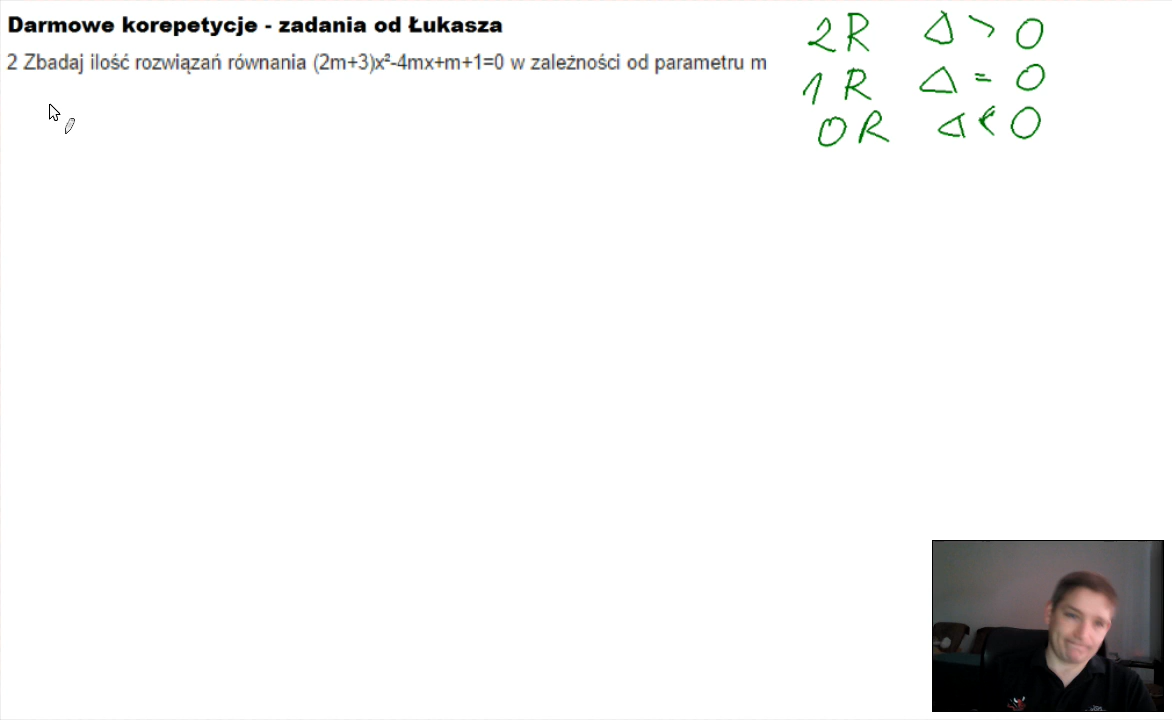 Darmowe korepetycje - zadania od Łukasza
2 Zbadaj ilość rozwiązań równania (2m+3)x²-4mx+m+1=0 w zależności od parametru m
2R Δ > 0
1R Δ = 0
0R Δ < 0